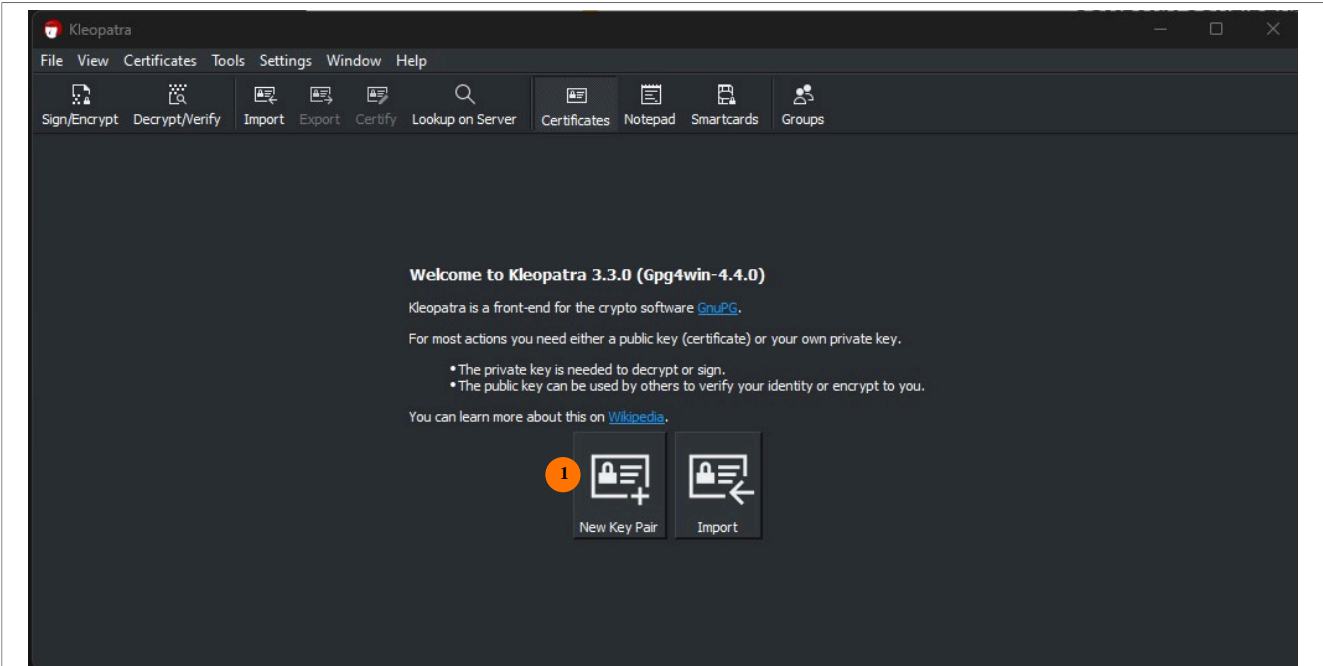 Kleopatra
File View Certificates Tools Settings Window Help
Sign/Encrypt Decrypt/Verify Import Export Certify Lookup on Server Certificates Notepad Smartcards Groups
Welcome to Kleopatra 3.3.0 (Gpg4win-4.4.0)
Kleopatra is a front-end for the crypto software GnuPG.
For most actions you need either a public key (certificate) or your own private key.
•The private key is needed to decrypt or sign.
•The public key can be used by others to verify your identity or encrypt to you.
You can learn more about this on Wikipedia.
1
New Key Pair Import